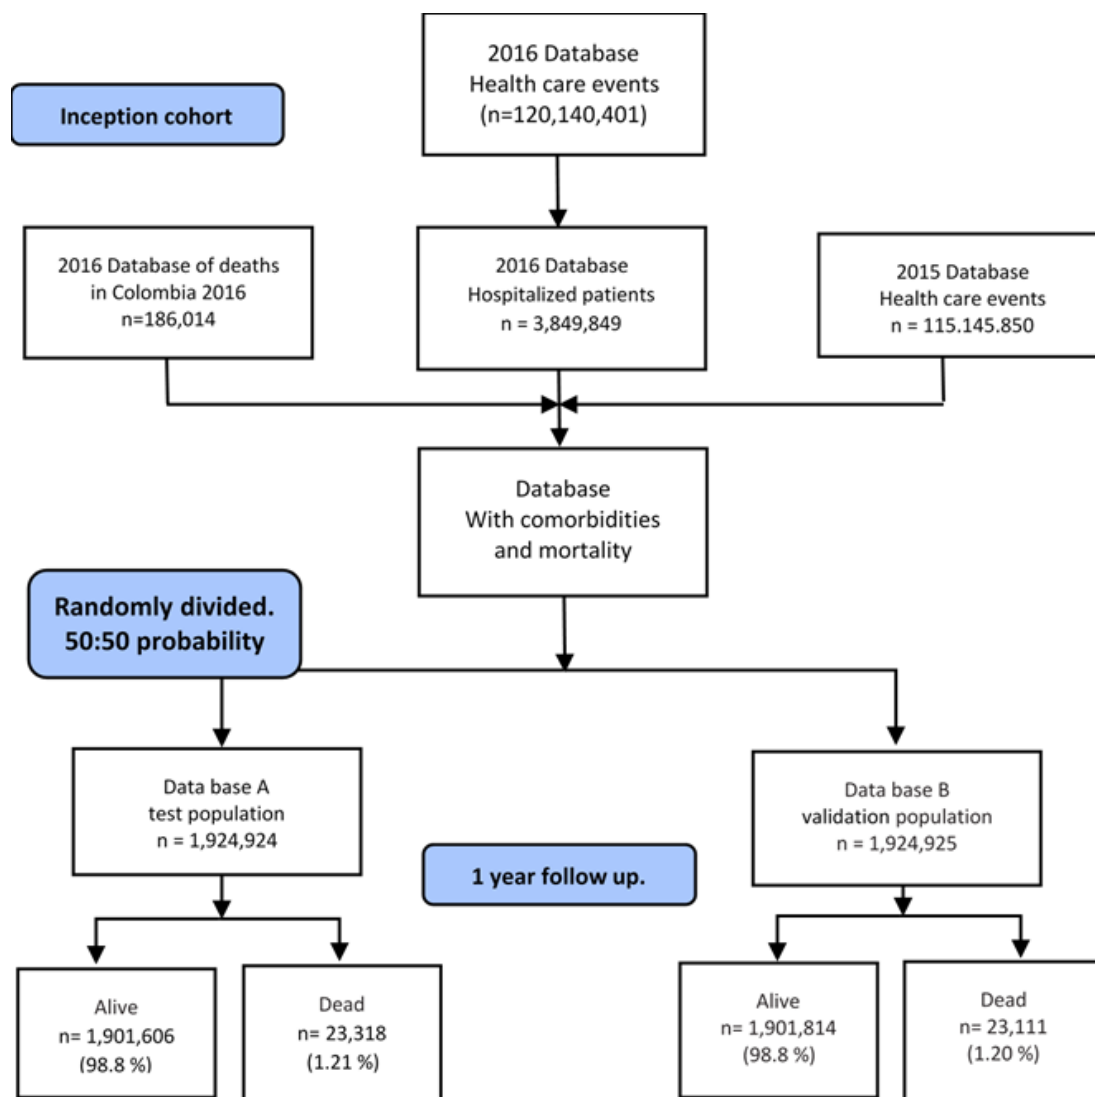 2016 Database
Health care events
(n=120,140,401)
Inception cohort
2016 Database of deaths
in Colombia 2016
n=186,014
2016 Database
Hospitalized patients
n = 3,849,849
2015 Database
Health care events
n = 115.145.850
Database
With comorbidities
and mortality
Randomly divided.
50:50 probability
Data base A
test population
n = 1,924,924
Data base B
validation population
n = 1,924,925
1 year follow up.
Alive
n= 1,901,606
(98.8 %)
Dead
n= 23,318
(1.21 %)
Alive
n= 1,901,814
(98.8 %)
Dead
n= 23,111
(1.20 %)